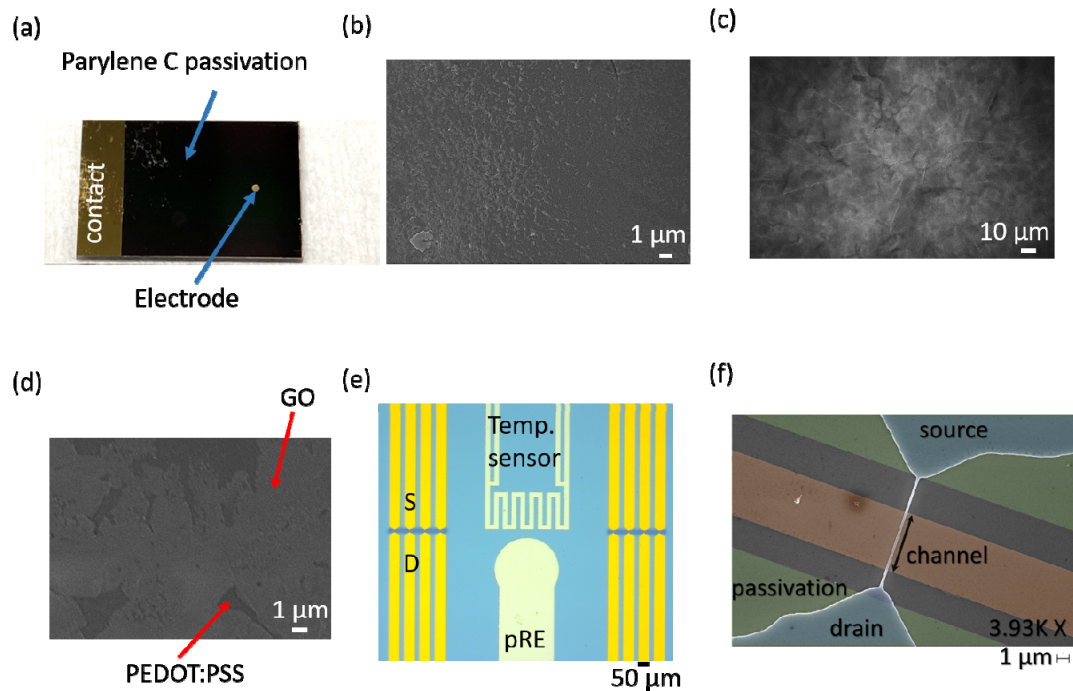 (a)
Parylene C passivation
contact
Electrode
(b)
1 µm
(c)
10 µm
(d)
GO
1 µm
PEDOT:PSS
(e)
Temp.
sensor
S
D
pRE
50 µm
(f)
source
channel
passivation
drain
3.93K X
1 µm